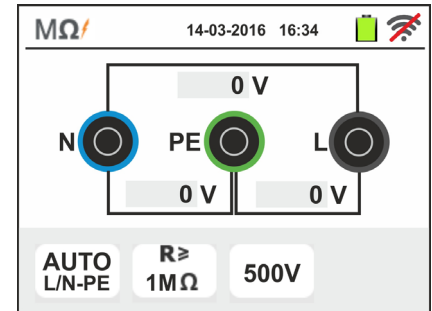 MΩ 14-03-2016 16:34
0 V
N PE L
0 V 0 V
AUTO R≥ 500V
L/N-PE 1MΩ